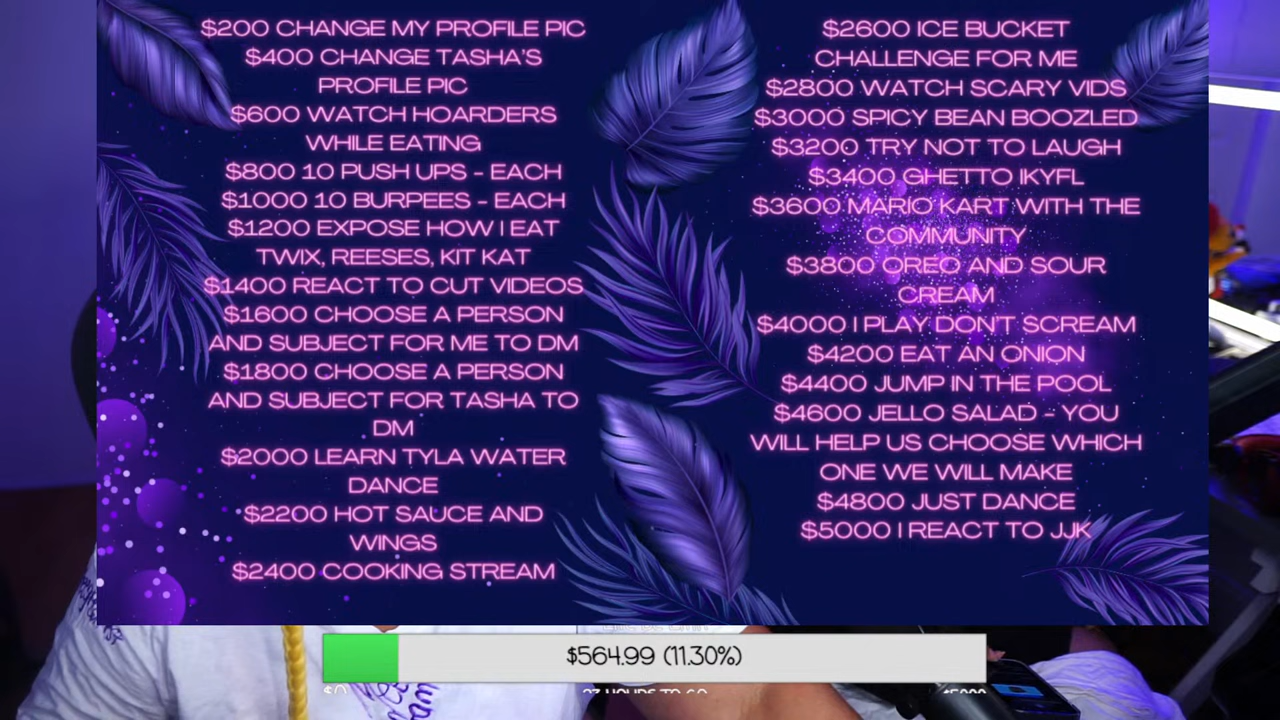 $200 CHANGE MY PROFILE PIC
$400 CHANGE TASHA'S
PROFILE PIC
$600 WATCH HOARDERS
WHILE EATING
$800 10 PUSH UPS - EACH
$1000 10 BURPEES - EACH
$1200 EXPOSE HOW I EAT
TWIX, REESES, KIT KAT
$1400 REACT TO CUT VIDEOS
$1600 CHOOSE A PERSON
AND SUBJECT FOR ME TO DM
$1800 CHOOSE A PERSON
AND SUBJECT FOR TASHA TO
DM
$2000 LEARN TYLA WATER
DANCE
$2200 HOT SAUCE AND
WINGS
$2400 COOKING STREAM
$2600 ICE BUCKET
CHALLENGE FOR ME
$2800 WATCH SCARY VIDS
$3000 SPICY BEAN BOOZLED
$3200 TRY NOT TO LAUGH
$3400 GHETTO IKYFL
$3600 MARIO KART WITH THE
COMMUNITY
$3800 OREO AND SOUR
CREAM
$4000 I PLAY DON'T SCREAM
$4200 EAT AN ONION
$4400 JUMP IN THE POOL
$4600 JELLO SALAD - YOU
WILL HELP US CHOOSE WHICH
ONE WE WILL MAKE
$4800 JUST DANCE
$5000 I REACT TO JJK
$564.99 (11.30%)
$0 23 HOURS TO GO $5000